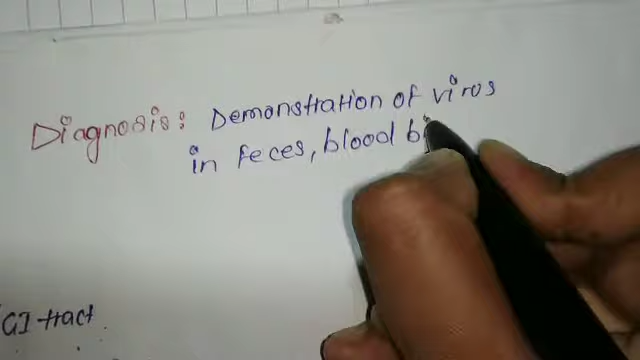 Diagnosis: Demonstration of virus
in feces, blood b
GI tract